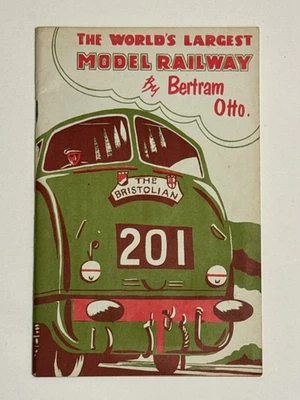 THE WORLD'S LARGEST
MODEL RAILWAY
By Bertram
Otto.
THE
BRISTOLIAN
201